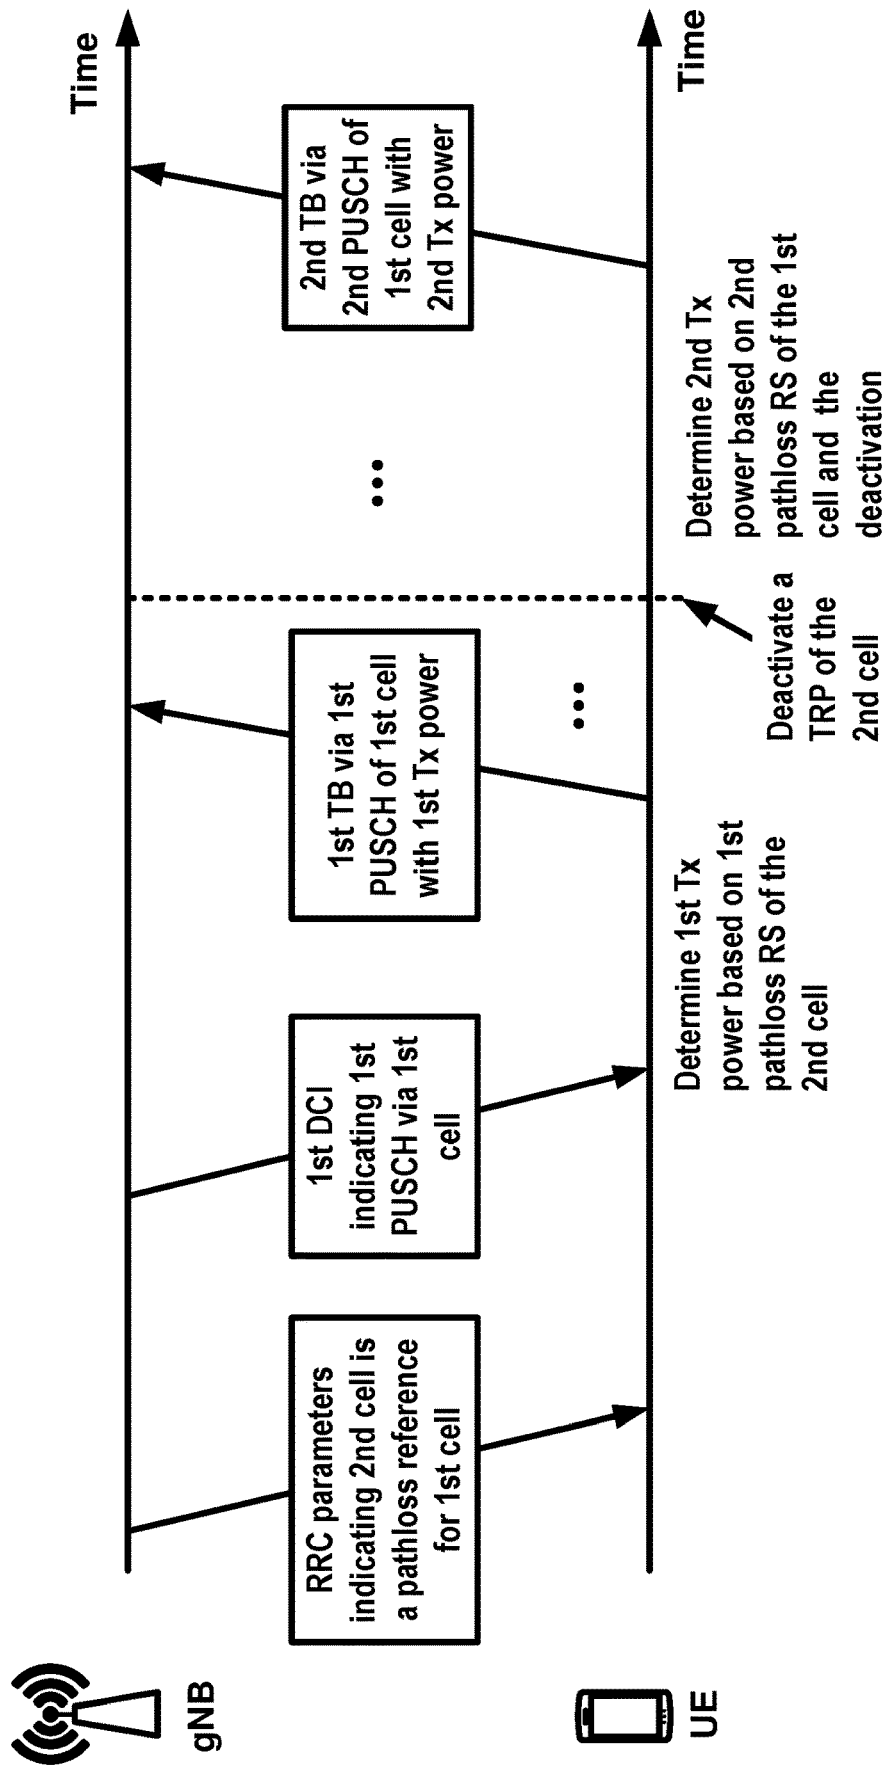 gNB
RRC parameters
indicating 2nd cell is
a pathloss reference
for 1st cell
1st DCI
indicating 1st
PUSCH via 1st
cell
1st TB via 1st
PUSCH of 1st cell
with 1st Tx power
...
2nd TB via
2nd PUSCH of
1st cell with
2nd Tx power
Time
UE
Determine 1st Tx
power based on 1st
pathloss RS of the
2nd cell
...
Deactivate a
TRP of the
2nd cell
Determine 2nd Tx
power based on 2nd
pathloss RS of the 1st
cell and the
deactivation
Time